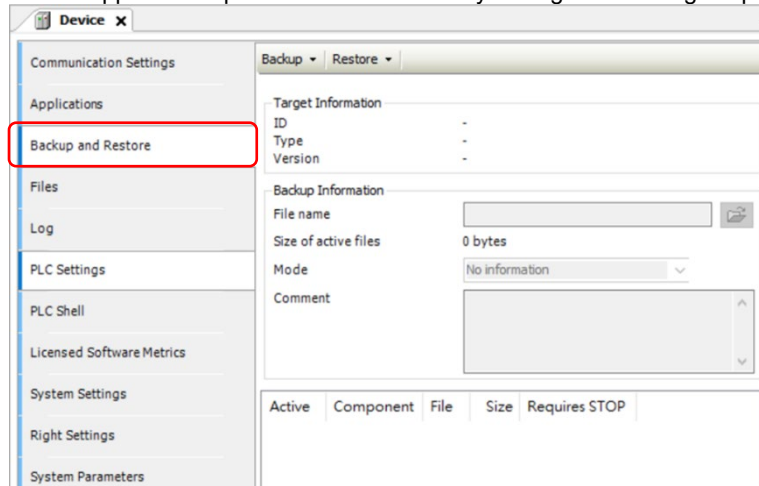 Device
Communication Settings
Applications
Backup and Restore
Files
Log
PLC Settings
PLC Shell
Licensed Software Metrics
System Settings
Right Settings
System Parameters
Backup Restore
Target Information
ID -
Type -
Version -
Backup Information
File name
Size of active files 0 bytes
Mode No information
Comment
Active Component File Size Requires STOP